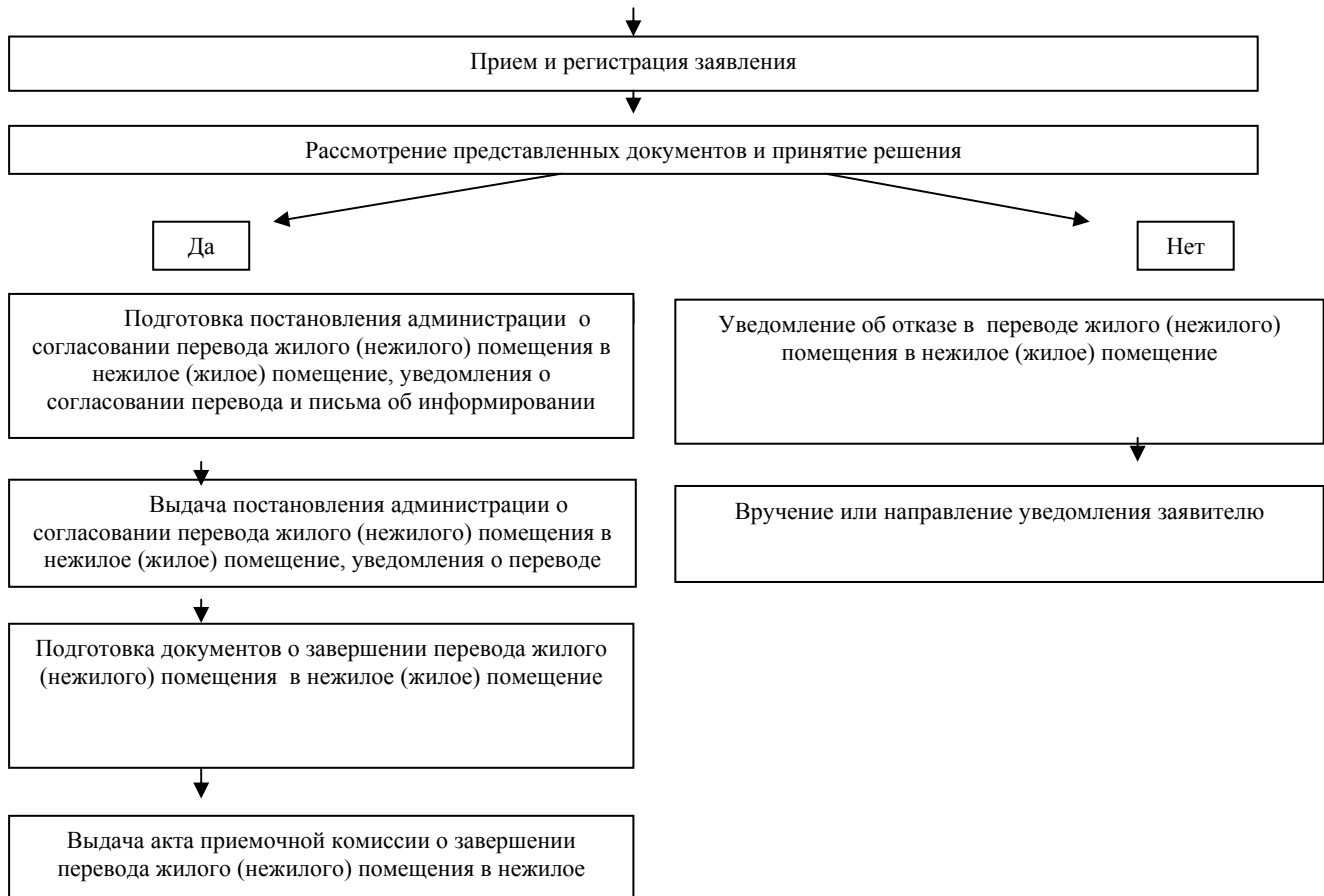 Прием и регистрация заявления
Рассмотрение представленных документов и принятие решения
Да
Нет
Подготовка постановления администрации о
согласовании перевода жилого (нежилого) помещения в
нежилое (жилое) помещение, уведомления о
согласовании перевода и письма об информировании
Уведомление об отказе в переводе жилого (нежилого)
помещения в нежилое (жилое) помещение
Выдача постановления администрации о
согласовании перевода жилого (нежилого) помещения в
нежилое (жилое) помещение, уведомления о переводе
Вручение или направление уведомления заявителю
Подготовка документов о завершении перевода жилого
(нежилого) помещения в нежилое (жилое) помещение
Выдача акта приемочной комиссии о завершении
перевода жилого (нежилого) помещения в нежилое